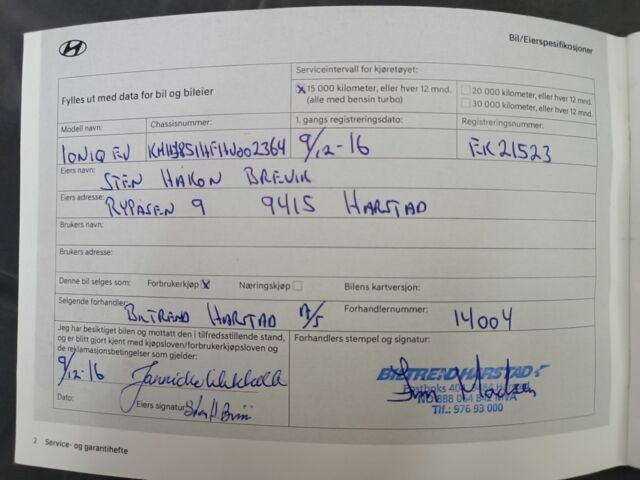 Bil/Eierspesifikasjoner
Fylles ut med data for bil og bileier
Serviceintervall for kjøretøyet:
X 15 000 kilometer, eller hver 12 mnd.
(alle med bensin turbo)
20 000 kilometer, eller hver 12 mnd.
30 000 kilometer, eller hver 12 mnd.
Modell navn: Chassisnummer: 1. gangs registreringsdato: Registreringsnummer:
IONIQ EV 9/12-16 EK21523
Eiers navn:
STEN HÅKON BREVIK
Eiers adresse:
RYPÅSEN 9 9415 HARSTAD
Brukers navn:
Brukers adresse:
Denne bil selges som: Forbrukerkjøp X Næringskjøp Bilens kartversjon:
Selgende forhandler: Forhandlernummer:
BILTREND HARSTAD A/S 14004
Jeg har besiktiget bilen og mottatt den i tilfredsstillende stand,
og er blitt gjort kjent med kjøpsloven/forbrukerkjøpsloven og
de reklamasjonsbetingelser som gjelder:
Forhandlers stempel og signatur:
9/12-16
BILTREND HARSTAD
Tlf.: 976 93 000
Dato: Eiers signatur:
2 Service- og garantihefte